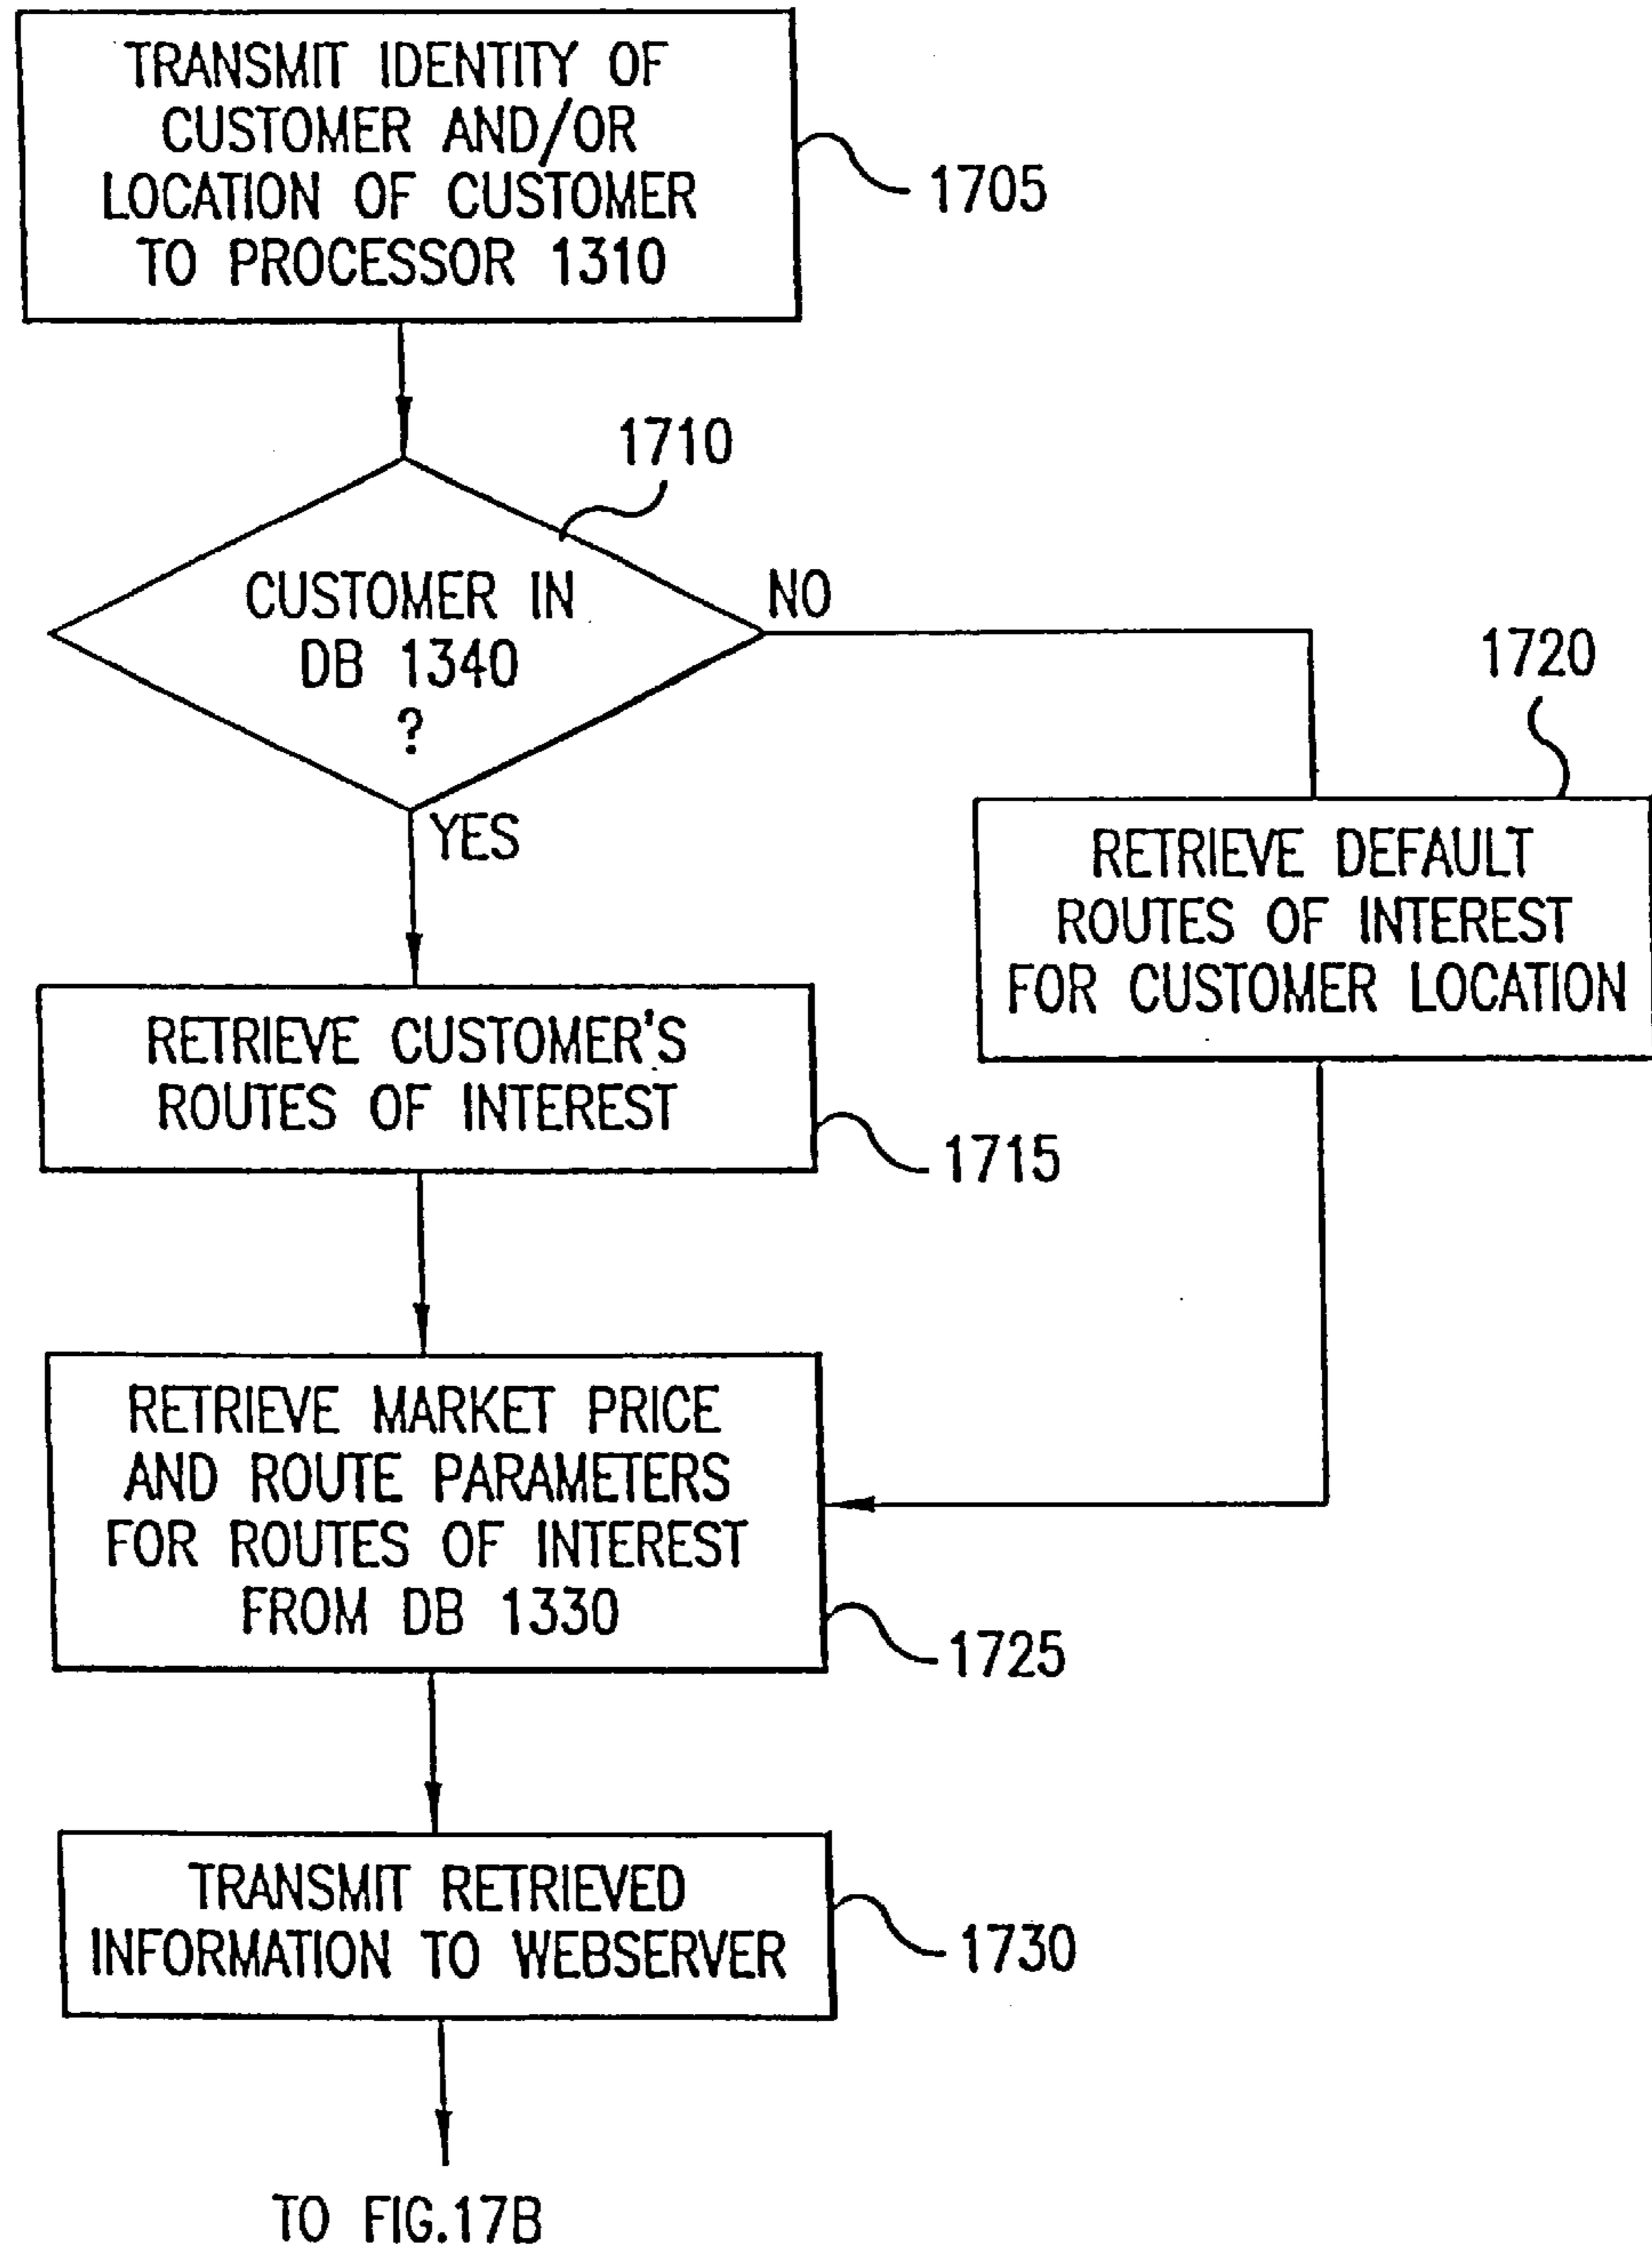 TRANSMIT IDENTITY OF
CUSTOMER AND/OR
LOCATION OF CUSTOMER
TO PROCESSOR 1310
1705
1710
CUSTOMER IN
DB 1340
?
NO
YES
1720
RETRIEVE DEFAULT
ROUTES OF INTEREST
FOR CUSTOMER LOCATION
RETRIEVE CUSTOMER'S
ROUTES OF INTEREST
1715
RETRIEVE MARKET PRICE
AND ROUTE PARAMETERS
FOR ROUTES OF INTEREST
FROM DB 1330
1725
TRANSMIT RETRIEVED
INFORMATION TO WEBSERVER
1730
TO FIG.17B